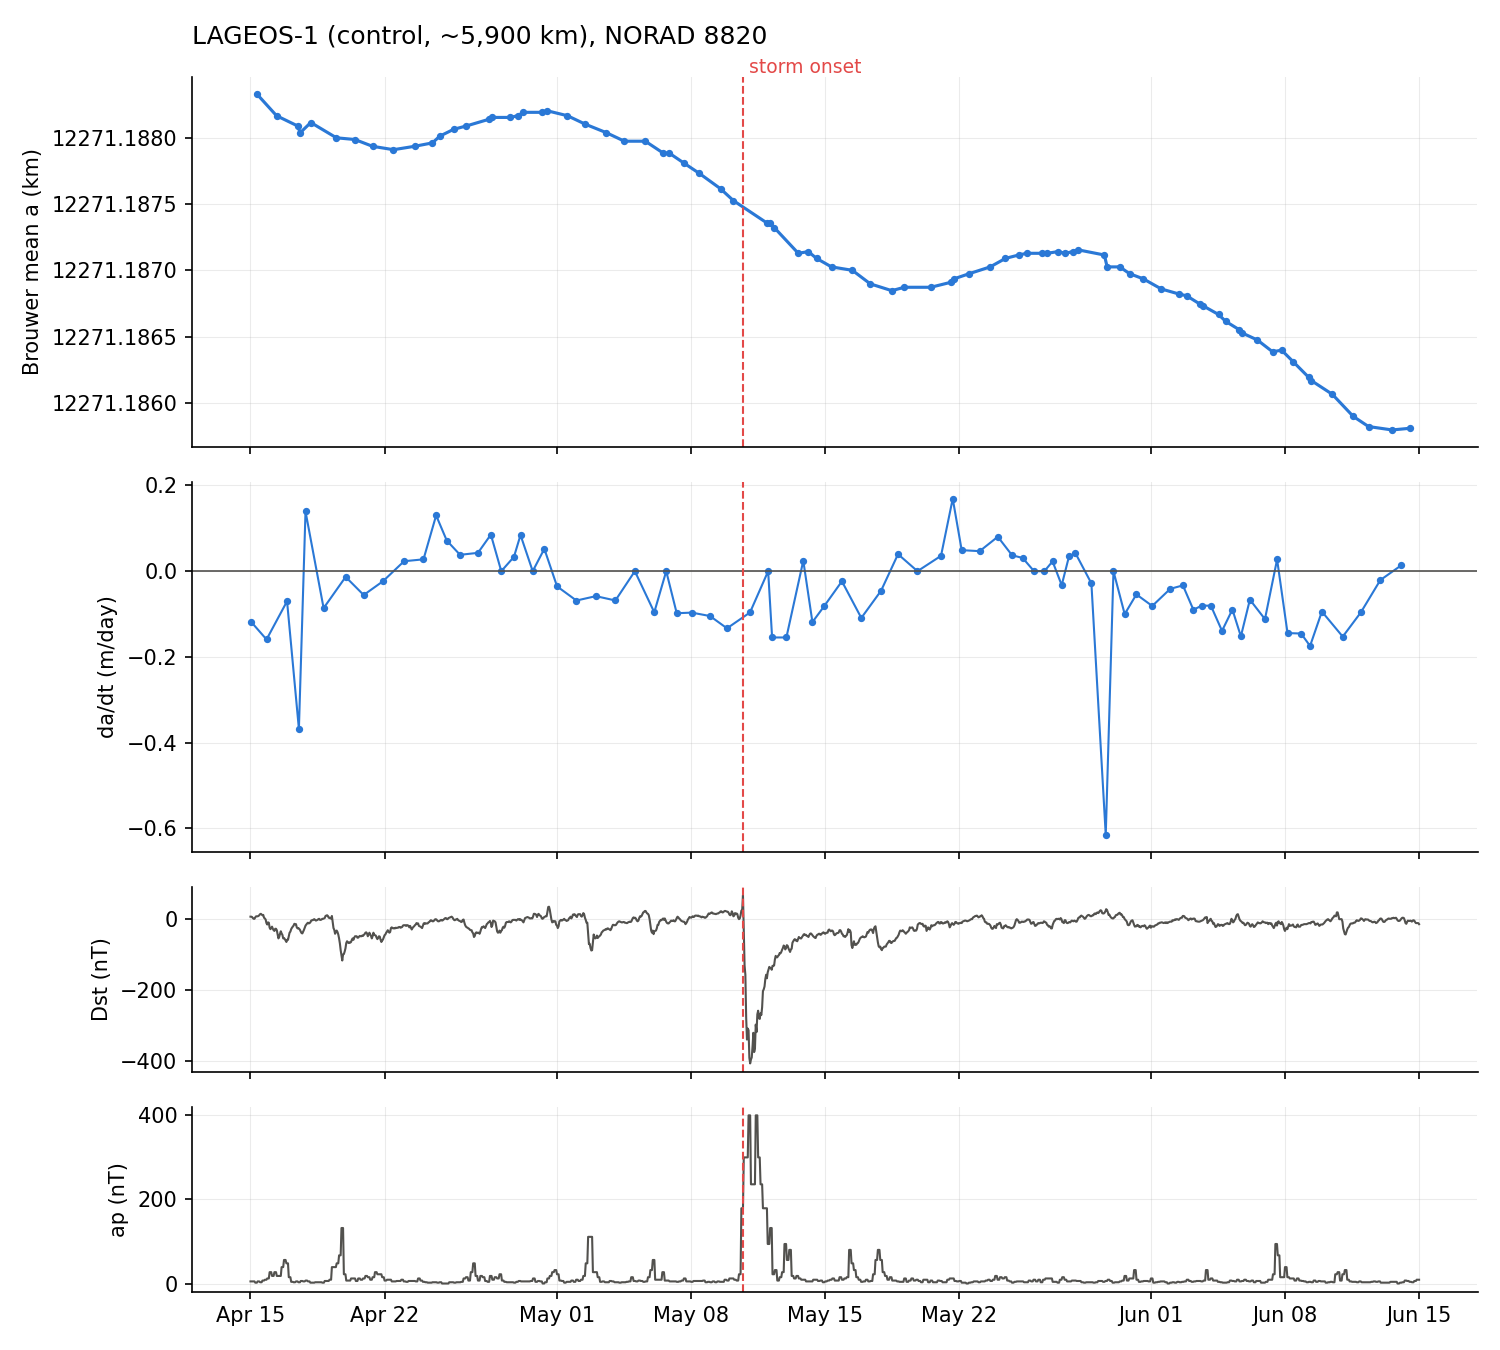 LAGEOS-1 (control, ~5,900 km), NORAD 8820
storm onset
Brouwer mean a (km)
12271.1880
12271.1875
12271.1870
12271.1865
12271.1860
da/dt (m/day)
0.2
0.0
−0.2
−0.4
−0.6
Dst (nT)
0
−200
−400
ap (nT)
400
200
0
Apr 15 Apr 22 May 01 May 08 May 15 May 22 Jun 01 Jun 08 Jun 15